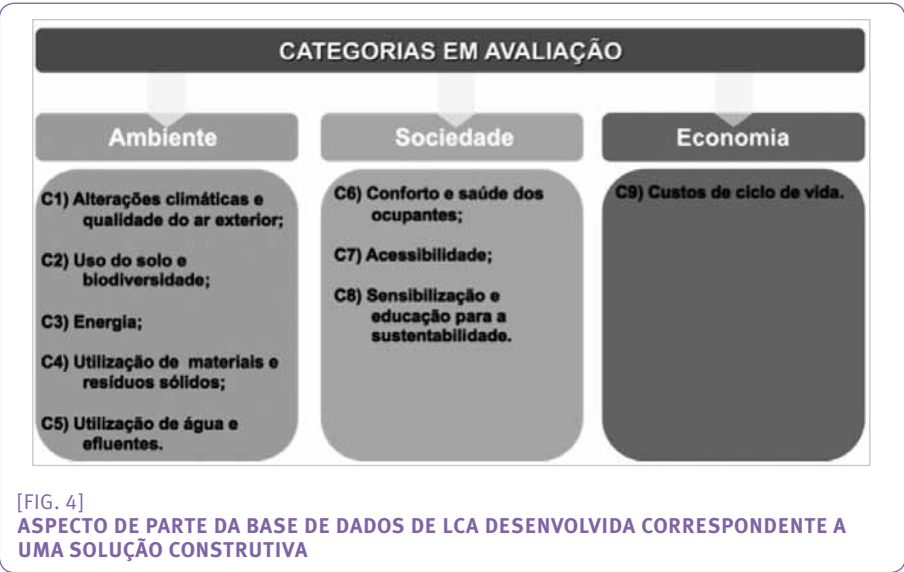 CATEGORIAS EM AVALIAÇÃO
Ambiente
C1) Alterações climáticas e
qualidade do ar exterior;
C2) Uso do solo e
biodiversidade;
C3) Energia;
C4) Utilização de materiais e
resíduos sólidos;
C5) Utilização de água e
efluentes.
Sociedade
C6) Conforto e saúde dos
ocupantes;
C7) Acessibilidade;
C8) Sensibilização e
educação para a
sustentabilidade.
Economia
C9) Custos de ciclo de vida.
[FIG. 4]
ASPECTO DE PARTE DA BASE DE DADOS DE LCA DESENVOLVIDA CORRESPONDENTE A
UMA SOLUÇÃO CONSTRUTIVA